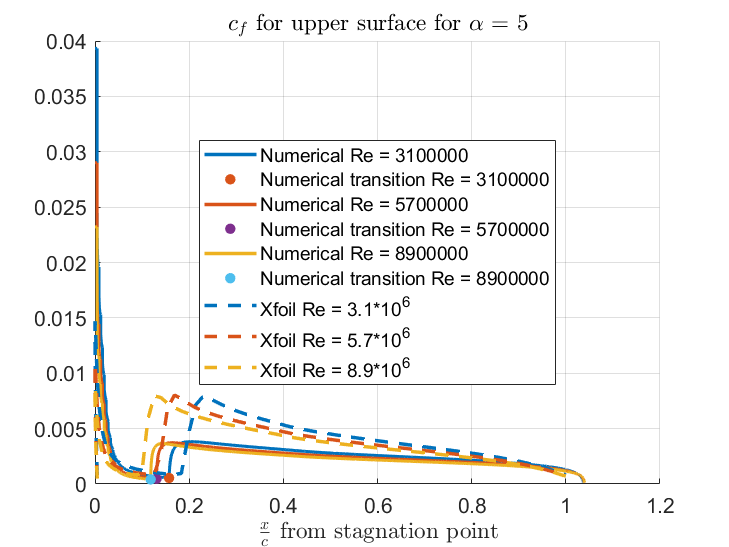 c_f for upper surface for α = 5
0.04
0.035
0.03
0.025
0.02
0.015
0.01
0.005
0
Numerical Re = 3100000
Numerical transition Re = 3100000
Numerical Re = 5700000
Numerical transition Re = 5700000
Numerical Re = 8900000
Numerical transition Re = 8900000
Xfoil Re = 3.1*10^6
Xfoil Re = 5.7*10^6
Xfoil Re = 8.9*10^6
0 0.2 0.4 0.6 0.8 1 1.2
x/c from stagnation point